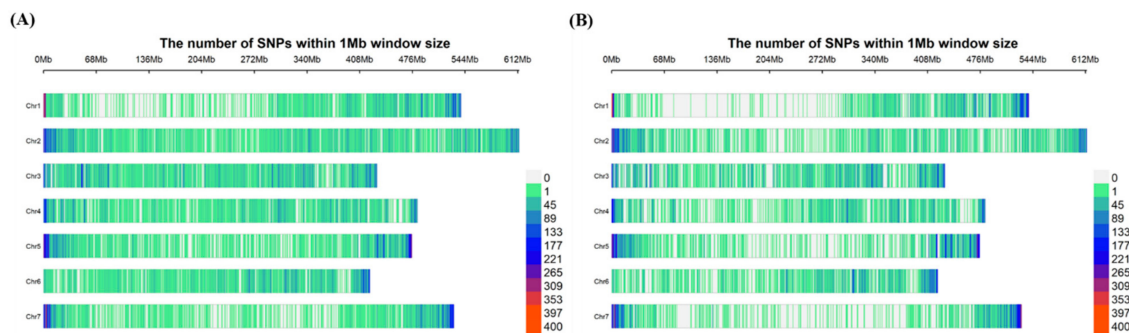 (A)
The number of SNPs within 1Mb window size
0Mb 68Mb 136Mb 204Mb 272Mb 340Mb 408Mb 476Mb 544Mb 612Mb
Chr1
Chr2
Chr3
Chr4
Chr5
Chr6
Chr7
0
1
45
89
133
177
221
265
309
353
397
400
(B)
The number of SNPs within 1Mb window size
0Mb 68Mb 136Mb 204Mb 272Mb 340Mb 408Mb 476Mb 544Mb 612Mb
Chr1
Chr2
Chr3
Chr4
Chr5
Chr6
Chr7
0
1
45
89
133
177
221
265
309
353
397
400